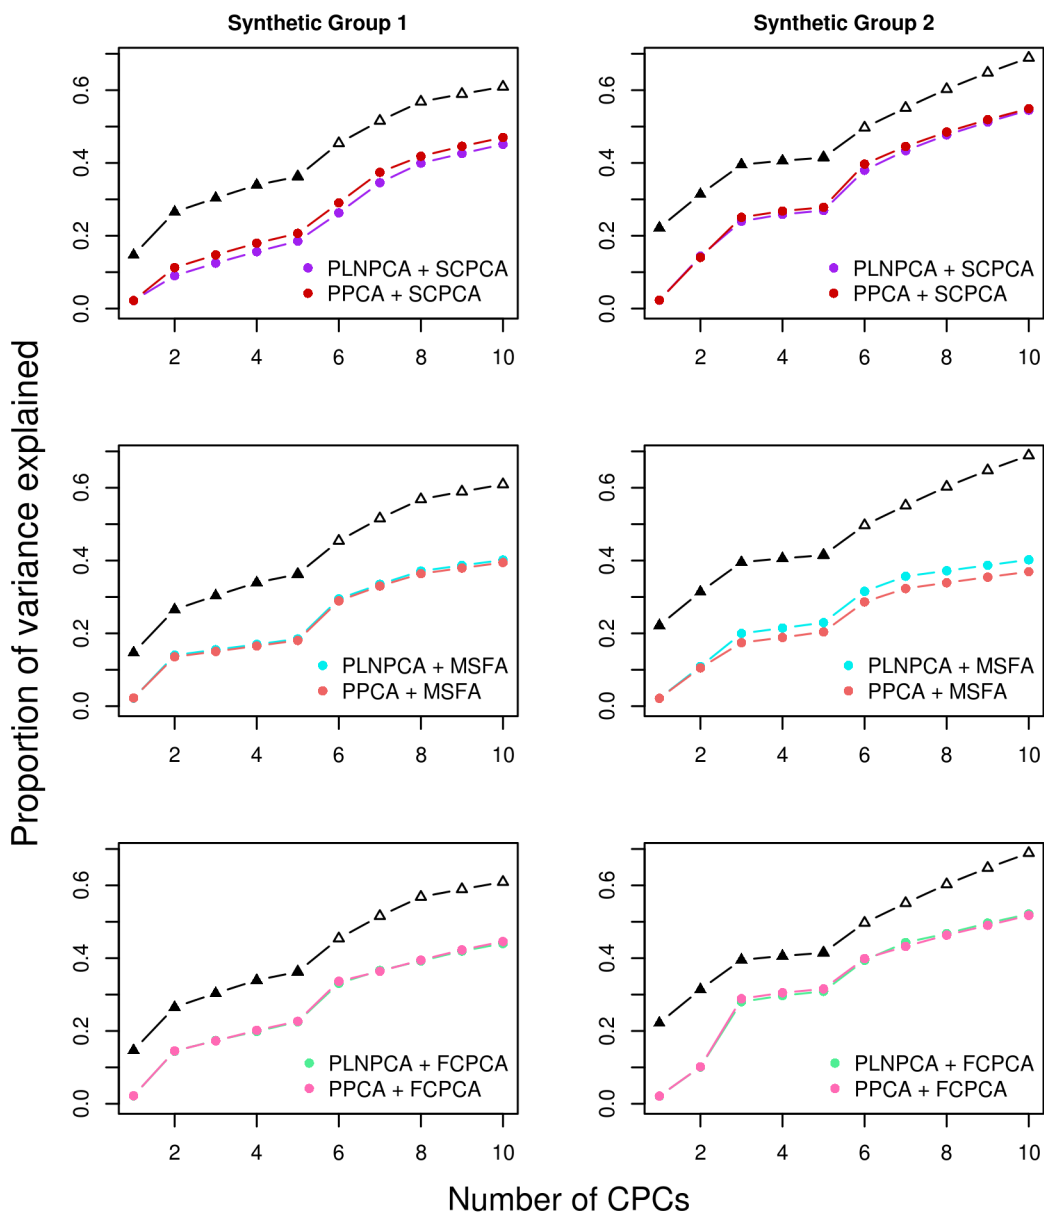 Synthetic Group 1
Synthetic Group 2
Proportion of variance explained
0.0 0.2 0.4 0.6
PLNPCA + SCPCA
PPCA + SCPCA
2 4 6 8 10
0.0 0.2 0.4 0.6
PLNPCA + SCPCA
PPCA + SCPCA
2 4 6 8 10
0.0 0.2 0.4 0.6
PLNPCA + MSFA
PPCA + MSFA
2 4 6 8 10
0.0 0.2 0.4 0.6
PLNPCA + MSFA
PPCA + MSFA
2 4 6 8 10
0.0 0.2 0.4 0.6
PLNPCA + FCPCA
PPCA + FCPCA
2 4 6 8 10
0.0 0.2 0.4 0.6
PLNPCA + FCPCA
PPCA + FCPCA
2 4 6 8 10
Number of CPCs